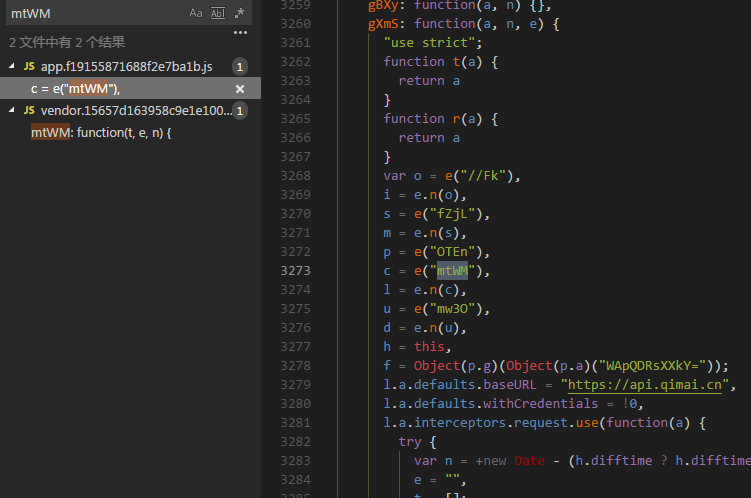 mtWM
Aa Abl .*
2 文件中有 2 个结果
JS app.f19155871688f2e7ba1b.js 1
c = e("mtWM"),
JS vendor.15657d163958c9e1e100... 1
mtWM: function(t, e, n) {
3259 gBXy: function(a, n) {},
3260 gXmS: function(a, n, e) {
3261 "use strict";
3262 function t(a) {
3263 return a
3264 }
3265 function r(a) {
3266 return a
3267 }
3268 var o = e("//Fk"),
3269 i = e.n(o),
3270 s = e("fZjL"),
3271 m = e.n(s),
3272 p = e("OTEn"),
3273 c = e("mtWM"),
3274 l = e.n(c),
3275 u = e("mw3O"),
3276 d = e.n(u),
3277 h = this,
3278 f = Object(p.g)(Object(p.a)("WApQDRsXXkY="));
3279 l.a.defaults.baseURL = "https://api.qimai.cn",
3280 l.a.defaults.withCredentials = !0,
3281 l.a.interceptors.request.use(function(a) {
3282 try {
3283 var n = +new Date - (h.difftime ? h.difftime
3284 e = "",